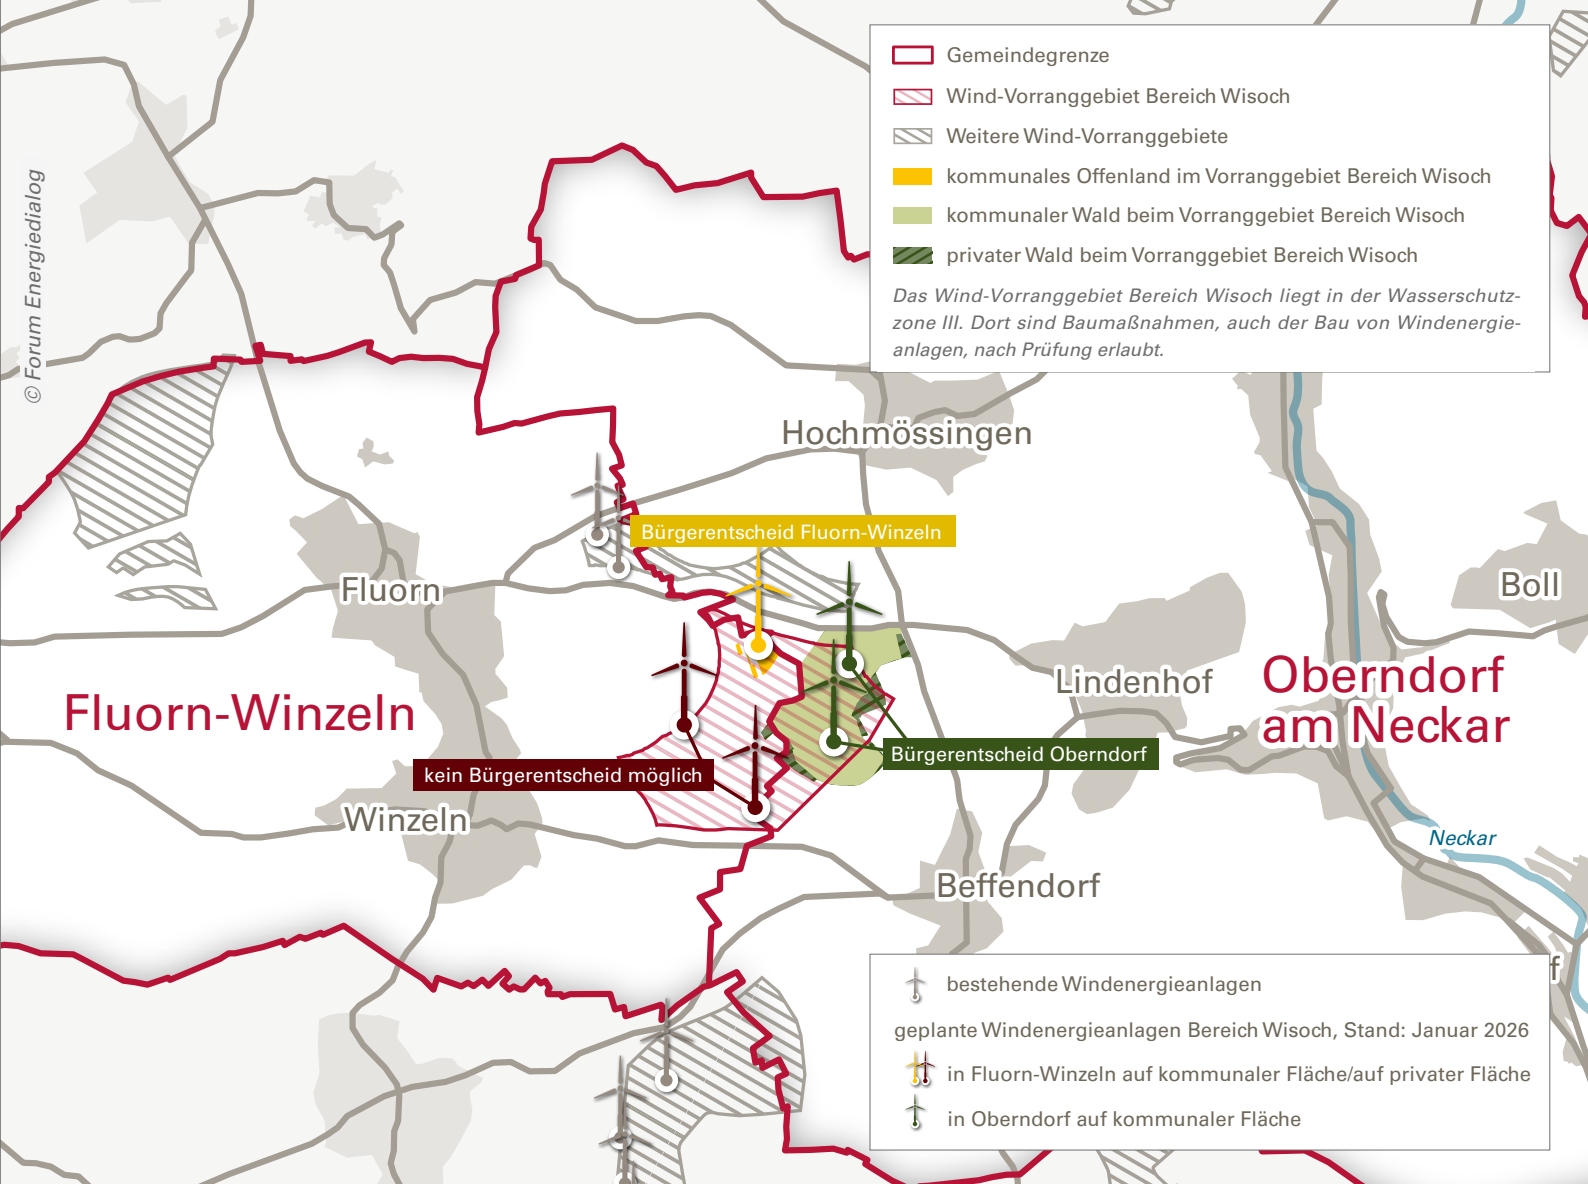 © Forum Energiedialog
Gemeindegrenze
Wind-Vorranggebiet Bereich Wisoch
Weitere Wind-Vorranggebiete
kommunales Offenland im Vorranggebiet Bereich Wisoch
kommunaler Wald beim Vorranggebiet Bereich Wisoch
privater Wald beim Vorranggebiet Bereich Wisoch
Das Wind-Vorranggebiet Bereich Wisoch liegt in der Wasserschutz-
zone III. Dort sind Baumaßnahmen, auch der Bau von Windenergie-
anlagen, nach Prüfung erlaubt.
Hochmössingen
Bürgerentscheid Fluorn-Winzeln
Fluorn
Boll
Lindenhof
Oberndorf
am Neckar
Fluorn-Winzeln
Bürgerentscheid Oberndorf
kein Bürgerentscheid möglich
Winzeln
Neckar
Beffendorf
f
bestehende Windenergieanlagen
geplante Windenergieanlagen Bereich Wisoch, Stand: Januar 2026
in Fluorn-Winzeln auf kommunaler Fläche/auf privater Fläche
in Oberndorf auf kommunaler Fläche